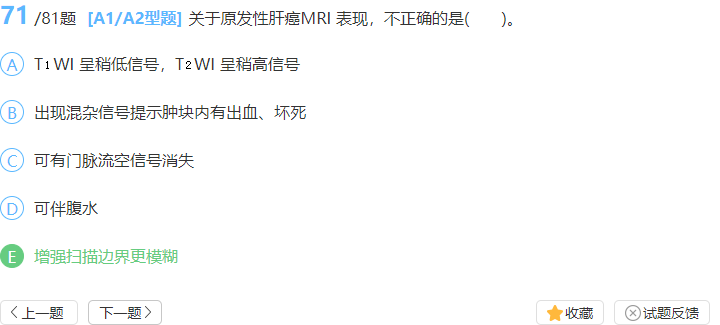 71/81题 [A1/A2型题] 关于原发性肝癌MRI 表现，不正确的是(　　)。
A T1WI 呈稍低信号，T2WI 呈稍高信号
B 出现混杂信号提示肿块内有出血、坏死
C 可有门脉流空信号消失
D 可伴腹水
E 增强扫描边界更模糊
上一题 下一题 收藏 试题反馈